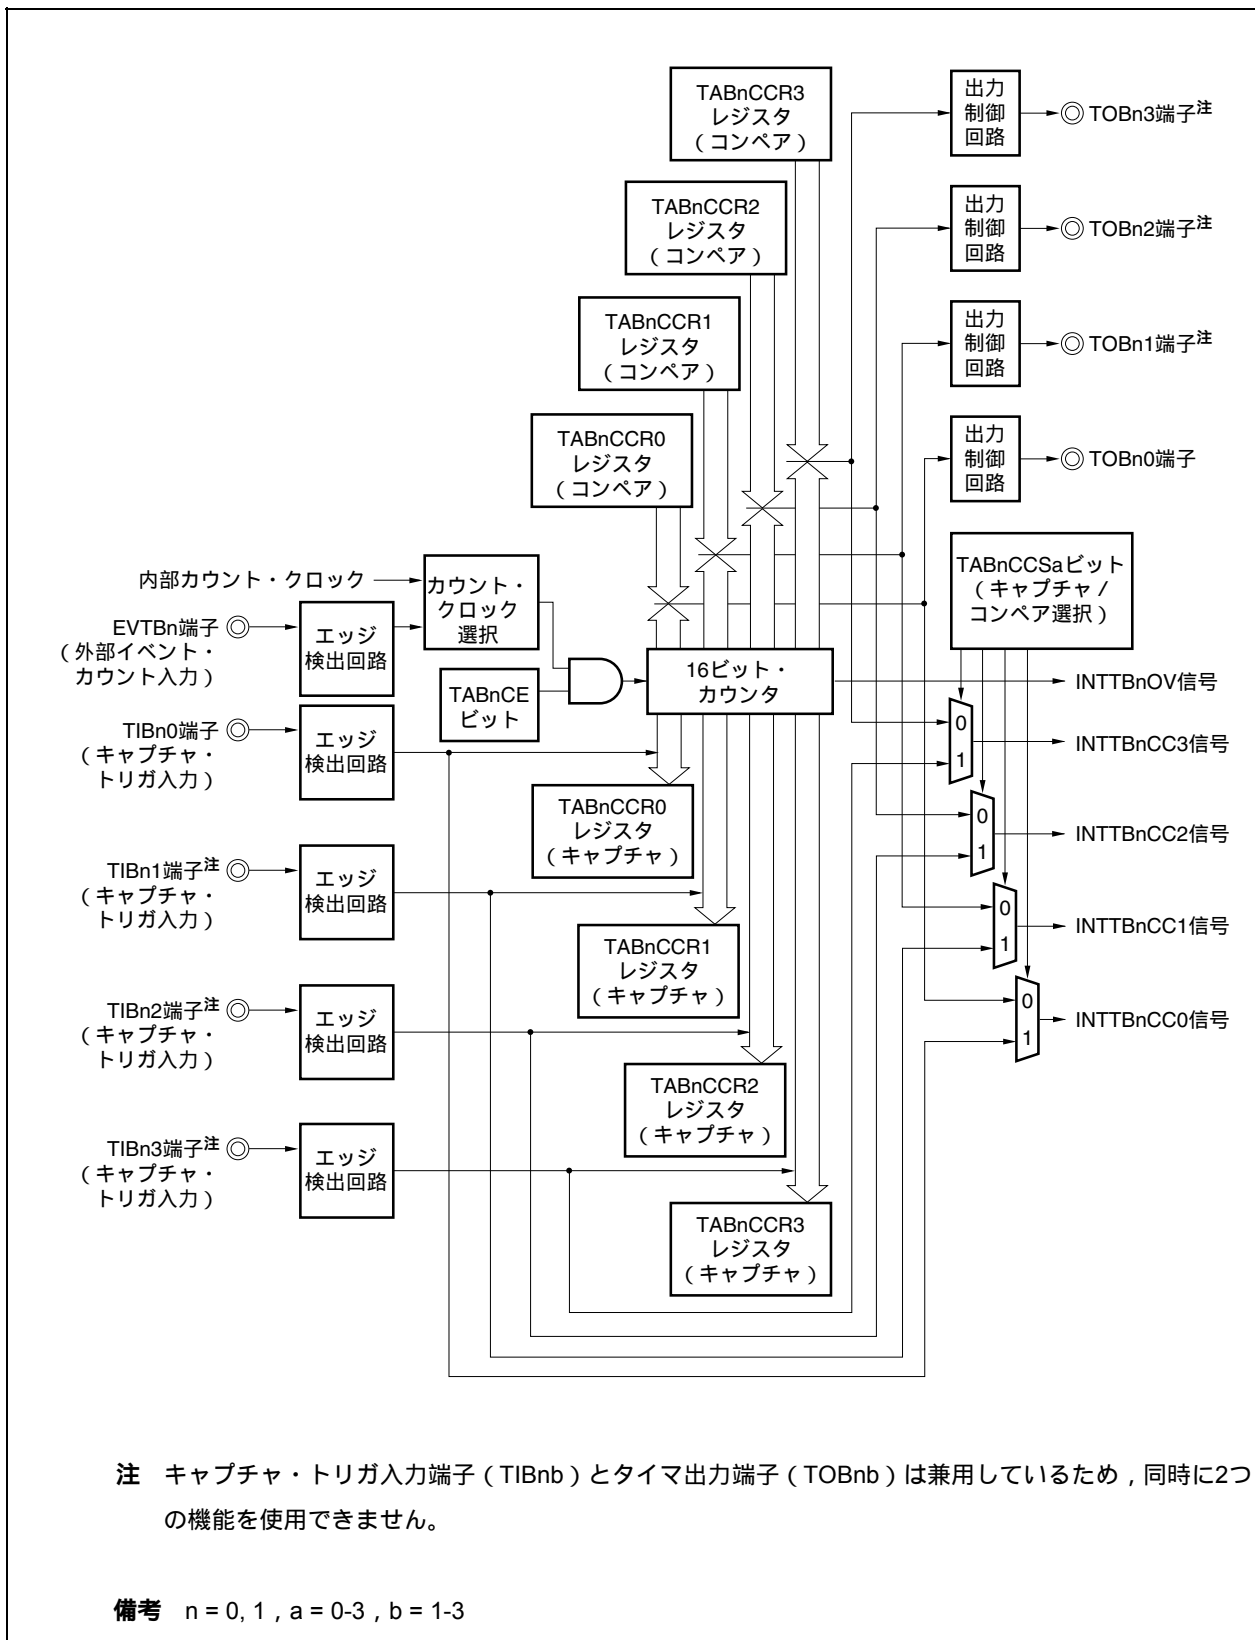 TABnCCR3
レジスタ
（コンペア）
出力
制御
回路
TOBn3端子注
TABnCCR2
レジスタ
（コンペア）
出力
制御
回路
TOBn2端子注
TABnCCR1
レジスタ
（コンペア）
出力
制御
回路
TOBn1端子注
TABnCCR0
レジスタ
（コンペア）
出力
制御
回路
TOBn0端子
TABnCCSaビット
（キャプチャ／
コンペア選択）
内部カウント・クロック
カウント・
クロック
選択
EVTBn端子
（外部イベント・
カウント入力）
エッジ
検出回路
TABnCE
ビット
16ビット・
カウンタ
INTTBnOV信号
TIBn0端子
（キャプチャ・
トリガ入力）
エッジ
検出回路
0
1
INTTBnCC3信号
TABnCCR0
レジスタ
（キャプチャ）
0
1
INTTBnCC2信号
TIBn1端子注
（キャプチャ・
トリガ入力）
エッジ
検出回路
0
1
INTTBnCC1信号
TABnCCR1
レジスタ
（キャプチャ）
TIBn2端子注
（キャプチャ・
トリガ入力）
エッジ
検出回路
0
1
INTTBnCC0信号
TABnCCR2
レジスタ
（キャプチャ）
TIBn3端子注
（キャプチャ・
トリガ入力）
エッジ
検出回路
TABnCCR3
レジスタ
（キャプチャ）
注　キャプチャ・トリガ入力端子（TIBnb）とタイマ出力端子（TOBnb）は兼用しているため，同時に2つ
の機能を使用できません。
備考　n = 0, 1，a = 0-3，b = 1-3